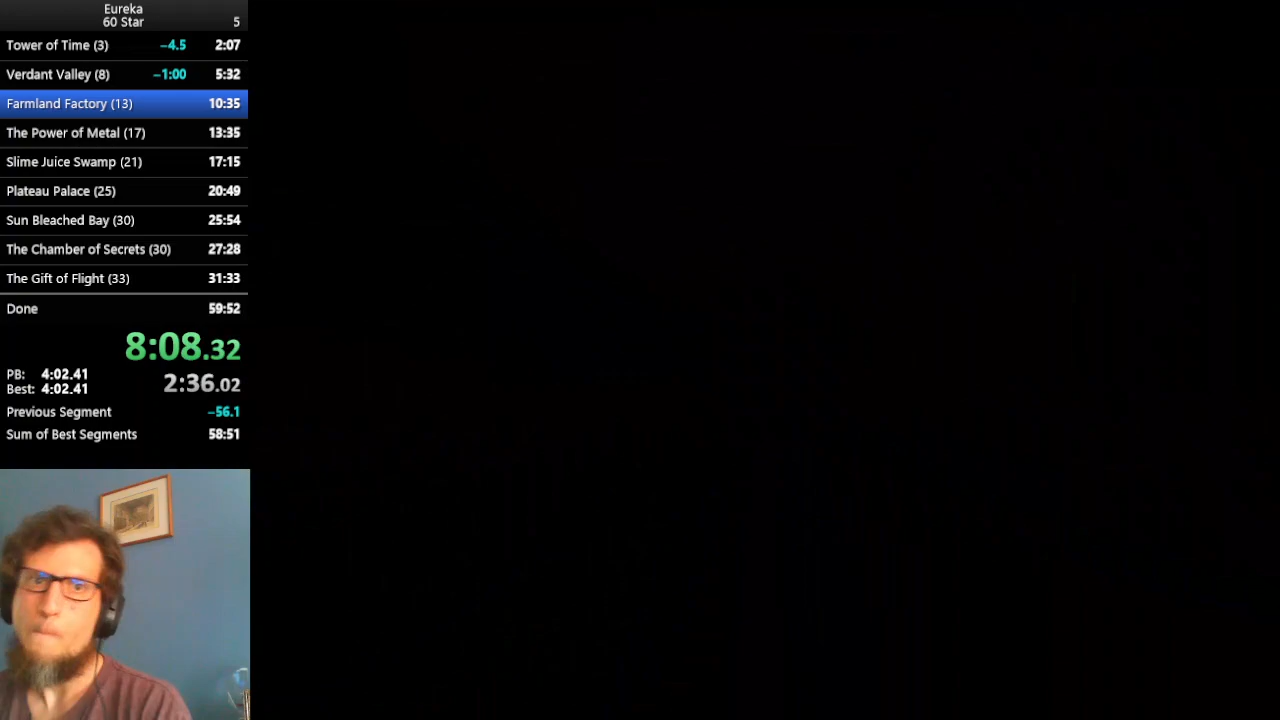 Eureka
60 Star 5
Tower of Time (3) −4.5 2:07
Verdant Valley (8) −1:00 5:32
Farmland Factory (13) 10:35
The Power of Metal (17) 13:35
Slime Juice Swamp (21) 17:15
Plateau Palace (25) 20:49
Sun Bleached Bay (30) 25:54
The Chamber of Secrets (30) 27:28
The Gift of Flight (33) 31:33
Done 59:52
8:08.32
PB: 4:02.41
Best: 4:02.41
2:36.02
Previous Segment −56.1
Sum of Best Segments 58:51